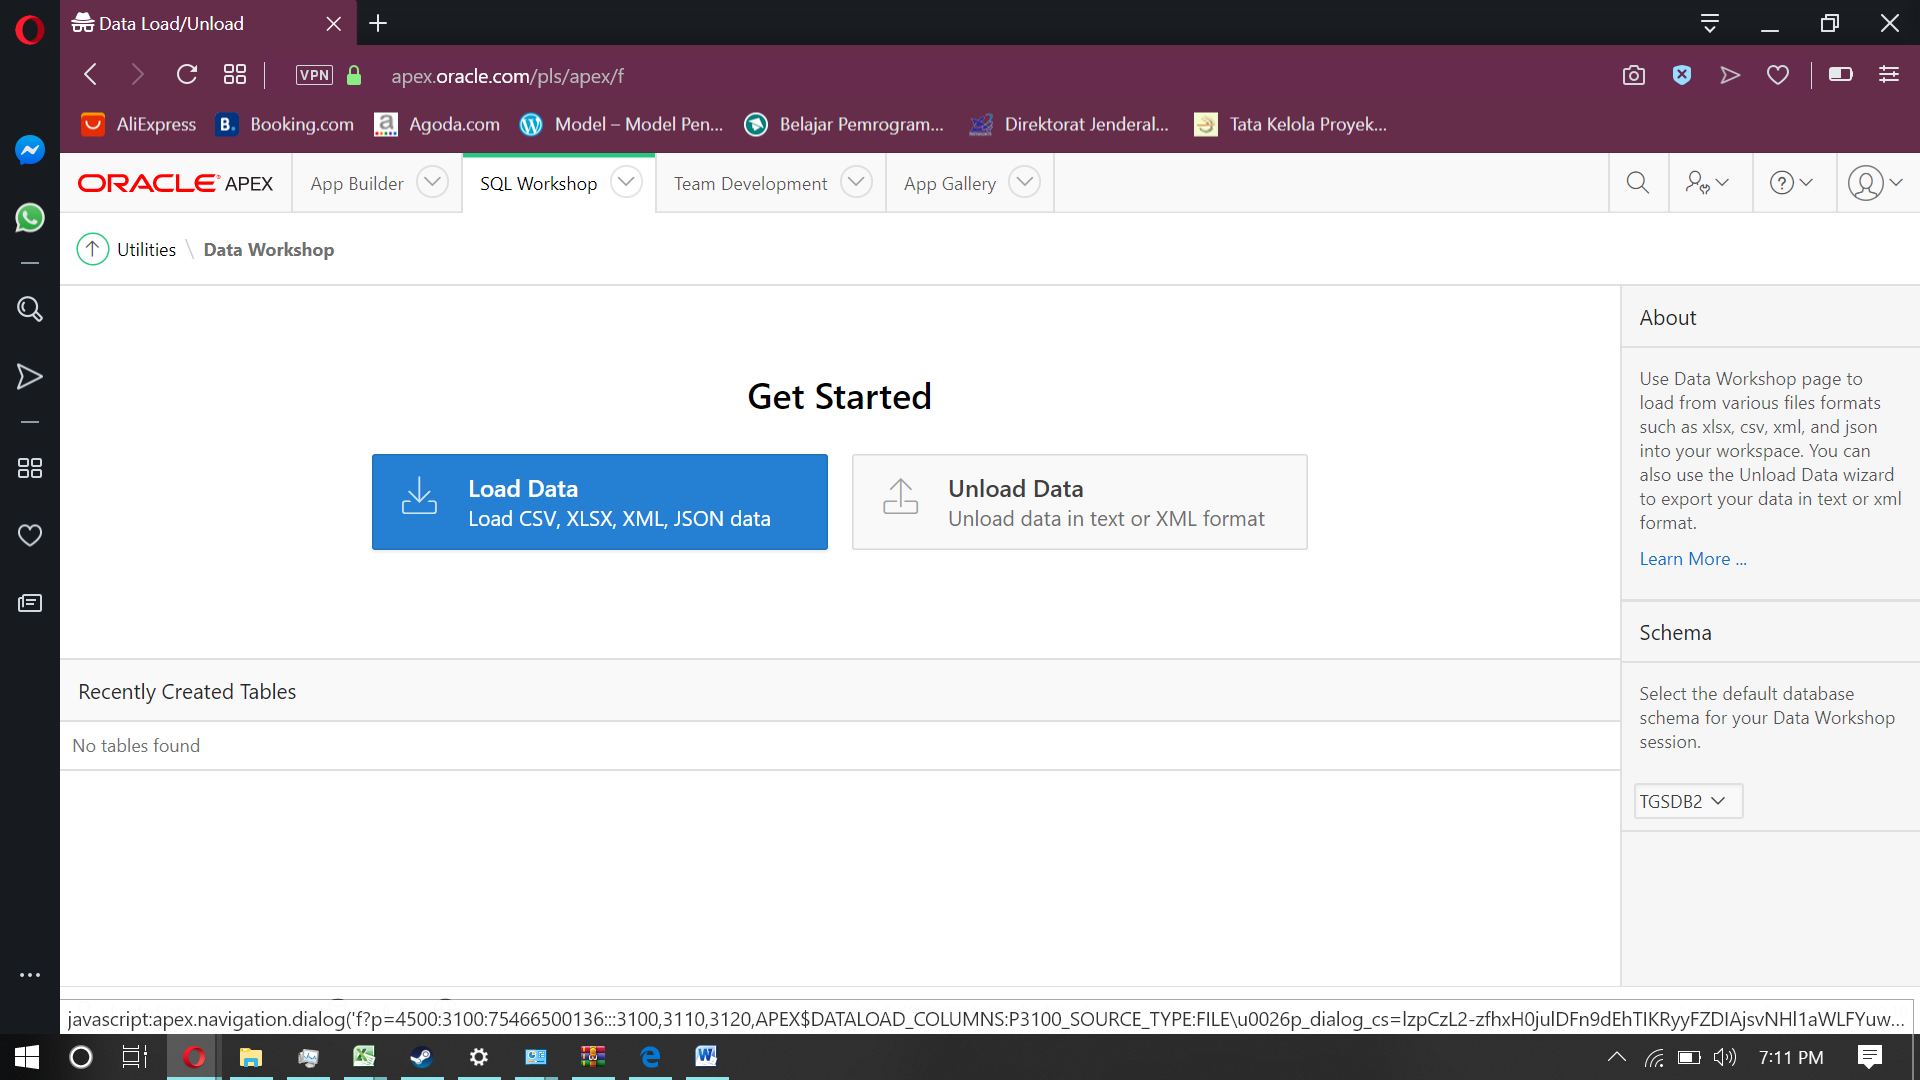 Data Load/Unload
VPN
apex.oracle.com/pls/apex/f
AliExpress
B.
Booking.com
a
Agoda.com
Model – Model Pen...
Belajar Pemrogram...
Direktorat Jenderal...
Tata Kelola Proyek...
ORACLE APEX
App Builder
SQL Workshop
Team Development
App Gallery
Utilities \ Data Workshop
Get Started
Load Data
Load CSV, XLSX, XML, JSON data
Unload Data
Unload data in text or XML format
Recently Created Tables
No tables found
About
Use Data Workshop page to
load from various files formats
such as xlsx, csv, xml, and json
into your workspace. You can
also use the Unload Data wizard
to export your data in text or xml
format.
Learn More ...
Schema
Select the default database
schema for your Data Workshop
session.
TGSDB2
javascript:apex.navigation.dialog('f?p=4500:3100:75466500136:::3100,3110,3120,APEX$DATALOAD_COLUMNS:P3100_SOURCE_TYPE:FILE\u0026p_dialog_cs=lzpCzL2-zfhxH0julDFn9dEhTIKRyyFZDIAjsvNHl1aWLFYuw...
7:11 PM